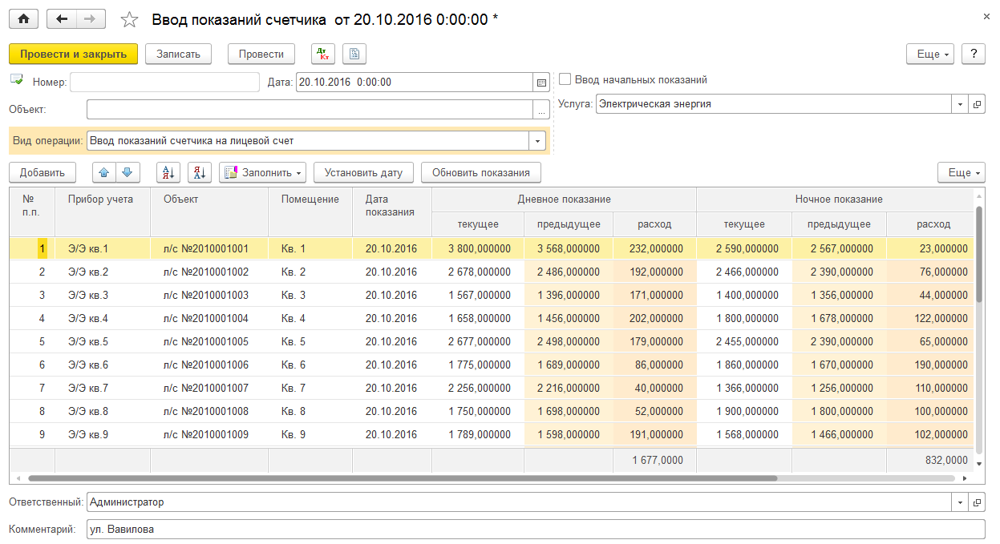 Ввод показаний счетчика от 20.10.2016 0:00:00 *
Провести и закрыть Записать Провести Дт Кт Еще ?
Номер: Дата: 20.10.2016 0:00:00 Ввод начальных показаний
Объект: ... Услуга: Электрическая энергия
Вид операции: Ввод показаний счетчика на лицевой счет
Добавить А Я Я А Заполнить Установить дату Обновить показания Еще
№ п.п. Прибор учета Объект Помещение Дата показания Дневное показание Ночное показание
текущее предыдущее расход текущее предыдущее расход
1 Э/Э кв.1 л/с №2010001001 Кв. 1 20.10.2016 3 800,000000 3 568,000000 232,000000 2 590,000000 2 567,000000 23,000000
2 Э/Э кв.2 л/с №2010001002 Кв. 2 20.10.2016 2 678,000000 2 486,000000 192,000000 2 466,000000 2 390,000000 76,000000
3 Э/Э кв.3 л/с №2010001003 Кв. 3 20.10.2016 1 567,000000 1 396,000000 171,000000 1 400,000000 1 356,000000 44,000000
4 Э/Э кв.4 л/с №2010001004 Кв. 4 20.10.2016 1 658,000000 1 456,000000 202,000000 1 800,000000 1 678,000000 122,000000
5 Э/Э кв.5 л/с №2010001005 Кв. 5 20.10.2016 2 677,000000 2 498,000000 179,000000 2 455,000000 2 390,000000 65,000000
6 Э/Э кв.6 л/с №2010001006 Кв. 6 20.10.2016 1 775,000000 1 689,000000 86,000000 1 860,000000 1 670,000000 190,000000
7 Э/Э кв.7 л/с №2010001007 Кв. 7 20.10.2016 2 256,000000 2 216,000000 40,000000 1 366,000000 1 256,000000 110,000000
8 Э/Э кв.8 л/с №2010001008 Кв. 8 20.10.2016 1 750,000000 1 698,000000 52,000000 1 900,000000 1 800,000000 100,000000
9 Э/Э кв.9 л/с №2010001009 Кв. 9 20.10.2016 1 789,000000 1 598,000000 191,000000 1 568,000000 1 466,000000 102,000000
1 677,0000 832,0000
Ответственный: Администратор
Комментарий: ул. Вавилова